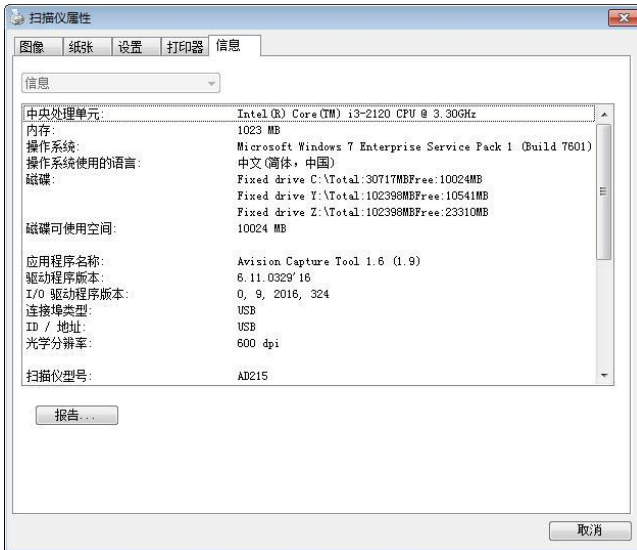 扫描仪属性
图像 纸张 设置 打印器 信息
信息
中央处理单元: Intel(R) Core(TM) i3-2120 CPU @ 3.30GHz
内存: 1023 MB
操作系统: Microsoft Windows 7 Enterprise Service Pack 1 (Build 7601)
操作系统使用的语言: 中文(简体，中国)
磁碟: Fixed drive C:\Total:30717MBFree:10024MB
Fixed drive Y:\Total:102398MBFree:10541MB
Fixed drive Z:\Total:102398MBFree:23310MB
磁碟可使用空间: 10024 MB
应用程序名称: Avision Capture Tool 1.6 (1.9)
驱动程序版本: 6.11.0329'16
I/O 驱动程序版本: 0, 9, 2016, 324
连接埠类型: USB
ID / 地址: USB
光学分辨率: 600 dpi
扫描仪型号: AD215
报告...
取消